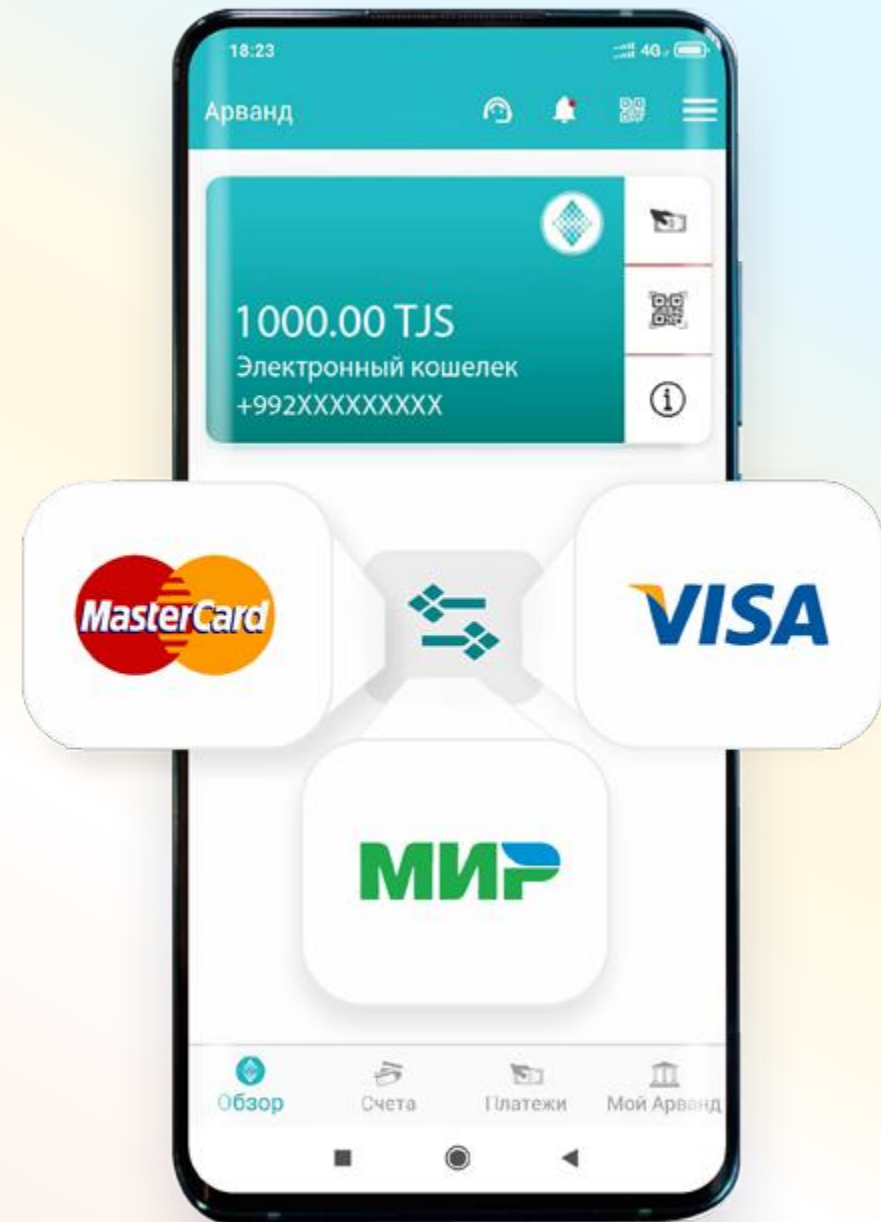 18:23
4G
Арванд
1000.00 TJS
Электронный кошелек
+992XXXXXXXXX
MasterCard
VISA
МИР
Обзор
Счета
Платежи
Мой Арванд